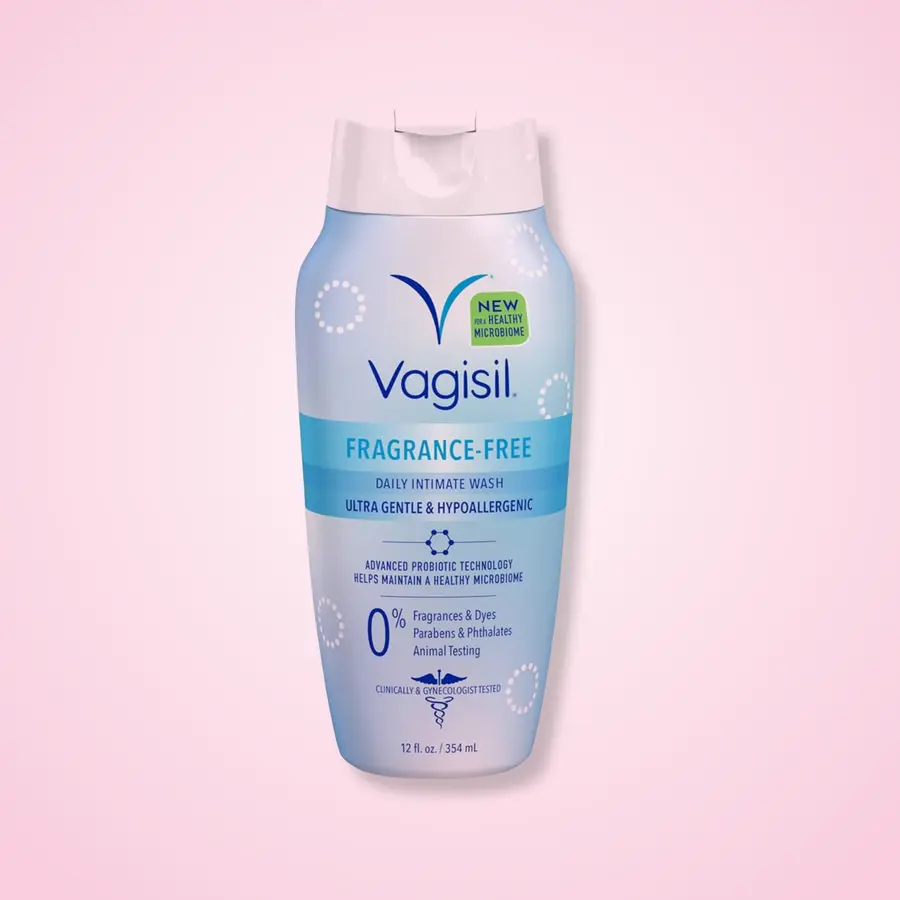 NEW
FOR A HEALTHY
MICROBIOME
Vagisil
FRAGRANCE-FREE
DAILY INTIMATE WASH
ULTRA GENTLE & HYPOALLERGENIC
ADVANCED PROBIOTIC TECHNOLOGY
HELPS MAINTAIN A HEALTHY MICROBIOME
0% Fragrances & Dyes
Parabens & Phthalates
Animal Testing
CLINICALLY & GYNECOLOGIST TESTED
12 fl. oz. / 354 mL